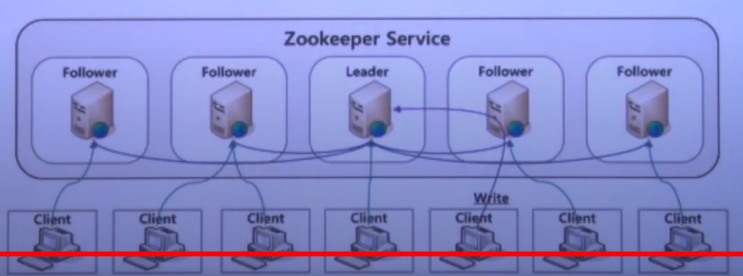 Zookeeper Service
Follower Follower Leader Follower Follower
Write
Client Client Client Client Client Client Client